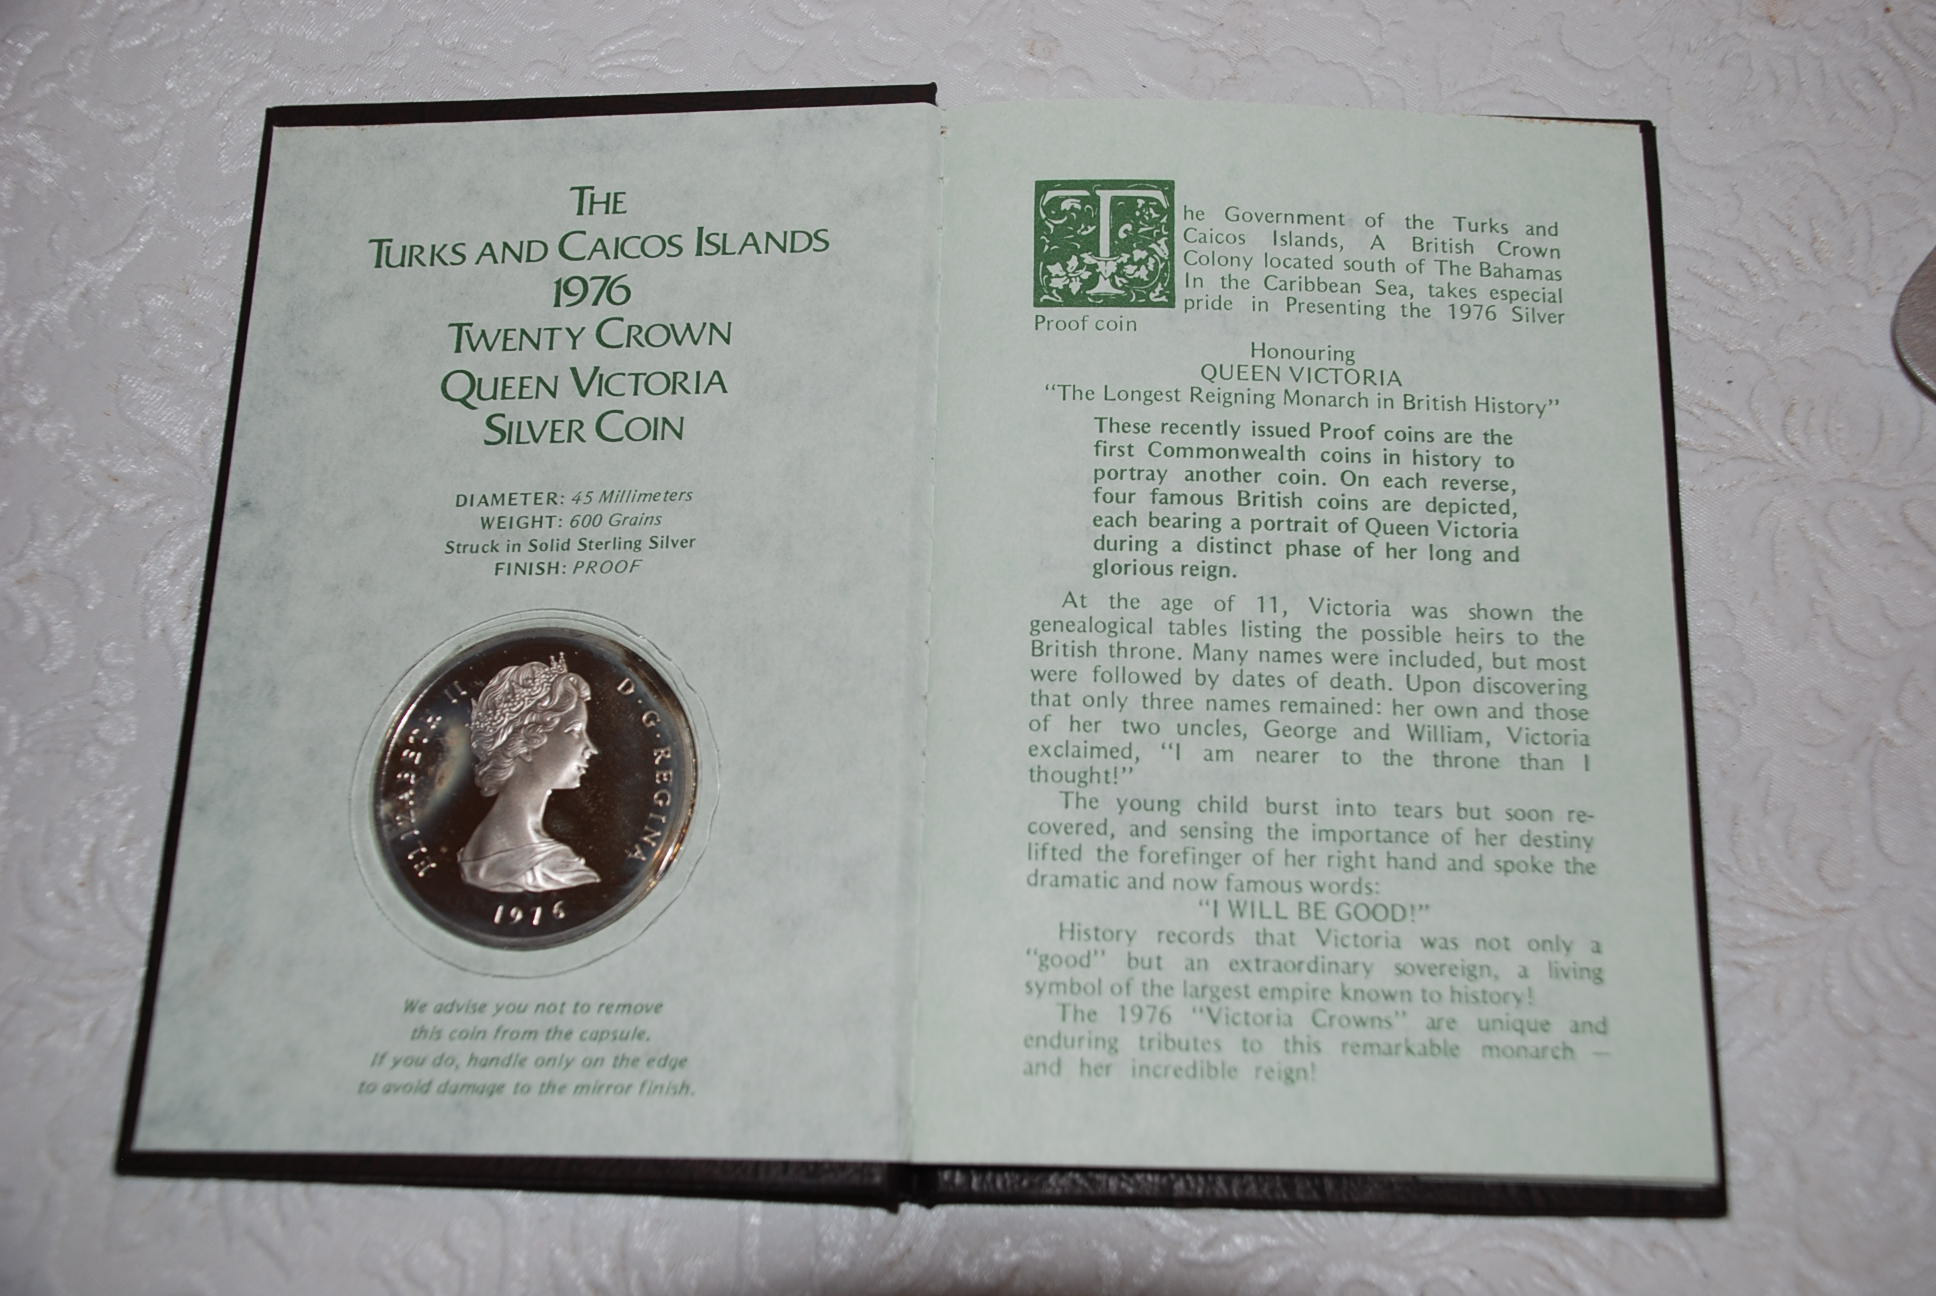 THE
TURKS AND CAICOS ISLANDS
1976
TWENTY CROWN
QUEEN VICTORIA
SILVER COIN
DIAMETER: 45 Millimeters
WEIGHT: 600 Grains
Struck in Solid Sterling Silver
FINISH: PROOF
ELIZABETH II
D·G·REGINA
1976
We advise you not to remove
this coin from the capsule.
If you do, handle only on the edge
to avoid damage to the mirror finish.
The Government of the Turks and
Caicos Islands, A British Crown
Colony located south of The Bahamas
In the Caribbean Sea, takes especial
pride in Presenting the 1976 Silver
Proof coin
Honouring
QUEEN VICTORIA
“The Longest Reigning Monarch in British History”
These recently issued Proof coins are the
first Commonwealth coins in history to
portray another coin. On each reverse,
four famous British coins are depicted,
each bearing a portrait of Queen Victoria
during a distinct phase of her long and
glorious reign.
At the age of 11, Victoria was shown the
genealogical tables listing the possible heirs to the
British throne. Many names were included, but most
were followed by dates of death. Upon discovering
that only three names remained: her own and those
of her two uncles, George and William, Victoria
exclaimed, “I am nearer to the throne than I
thought!”
The young child burst into tears but soon re-
covered, and sensing the importance of her destiny
lifted the forefinger of her right hand and spoke the
dramatic and now famous words:
“I WILL BE GOOD!”
History records that Victoria was not only a
“good” but an extraordinary sovereign, a living
symbol of the largest empire known to history!
The 1976 “Victoria Crowns” are unique and
enduring tributes to this remarkable monarch —
and her incredible reign!